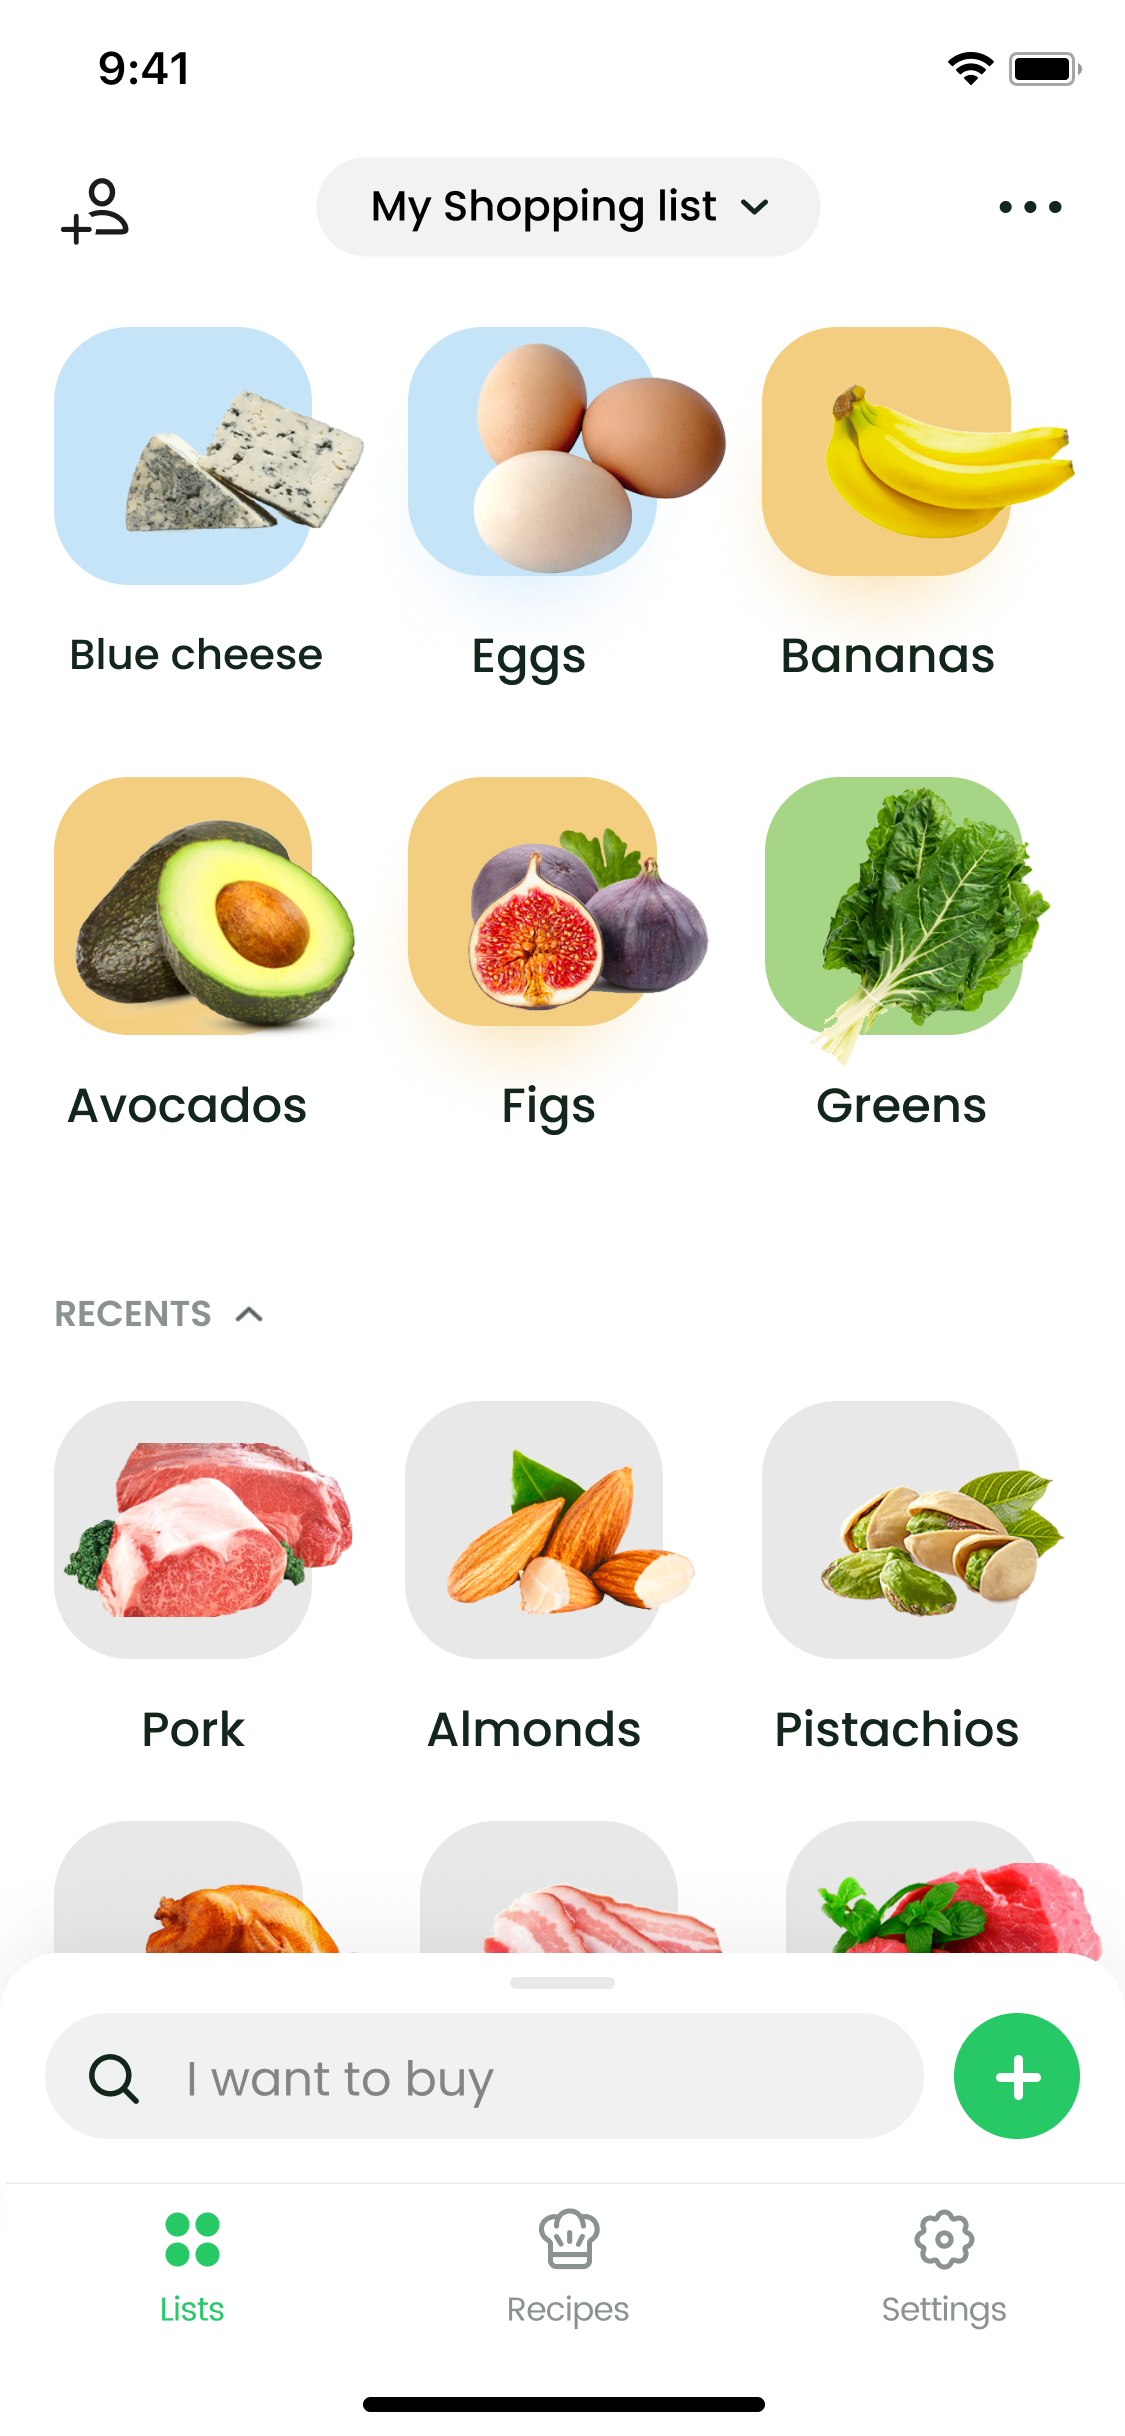 9:41
My Shopping list
Blue cheese
Eggs
Bananas
Avocados
Figs
Greens
RECENTS
Pork
Almonds
Pistachios
I want to buy
Lists
Recipes
Settings